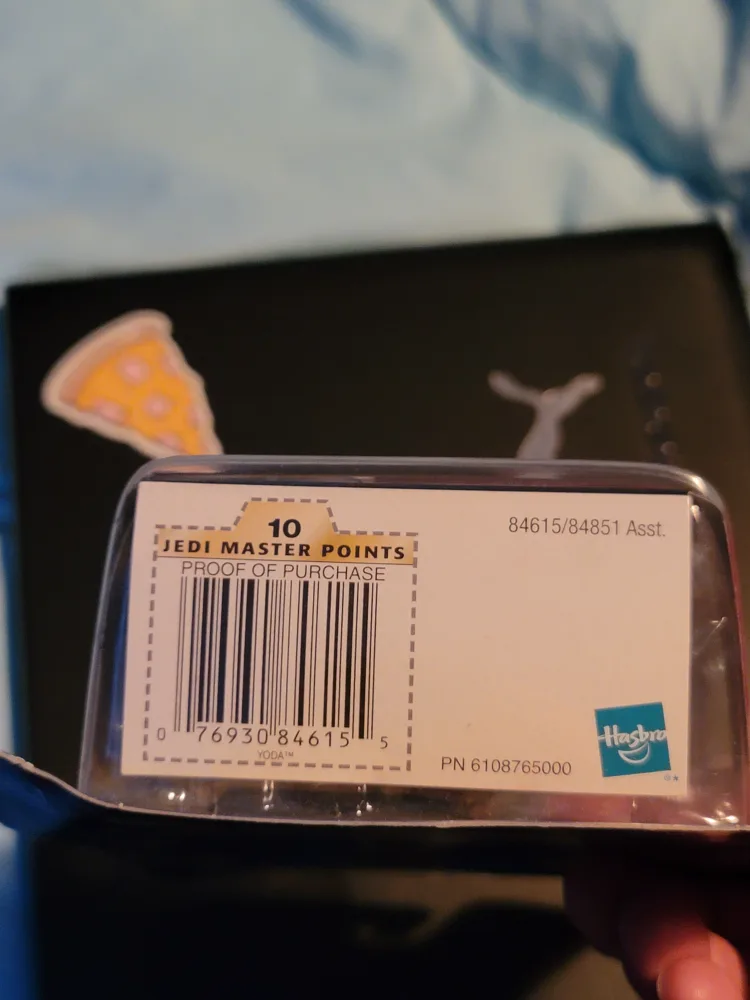 10
JEDI MASTER POINTS
PROOF OF PURCHASE
0 76930 84615 5
YODA™
84615/84851 Asst.
PN 6108765000
Hasbro
®*